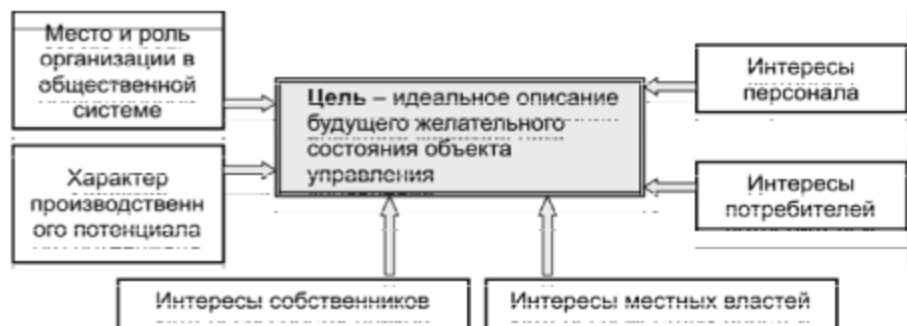 Место и роль
организации в
общественной
системе
Цель – идеальное описание
будущего желательного
состояния объекта
управления
Интересы
персонала
Характер
производственн
ого потенциала
Интересы
потребителей
Интересы собственников
Интересы местных властей